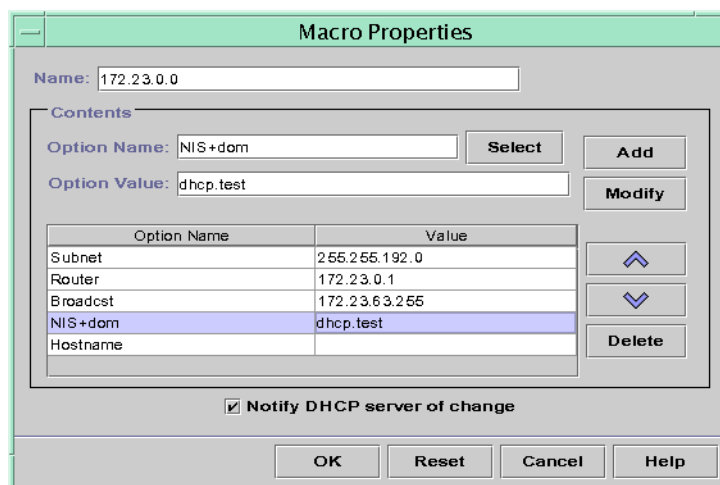 Macro Properties
Name: 172.23.0.0
Contents
Option Name: NIS+dom Select Add
Option Value: dhcp.test Modify
Option Name Value
Subnet 255.255.192.0
Router 172.23.0.1
Broadcst 172.23.63.255
NIS+dom dhcp.test
Hostname
Delete
Notify DHCP server of change
OK Reset Cancel Help